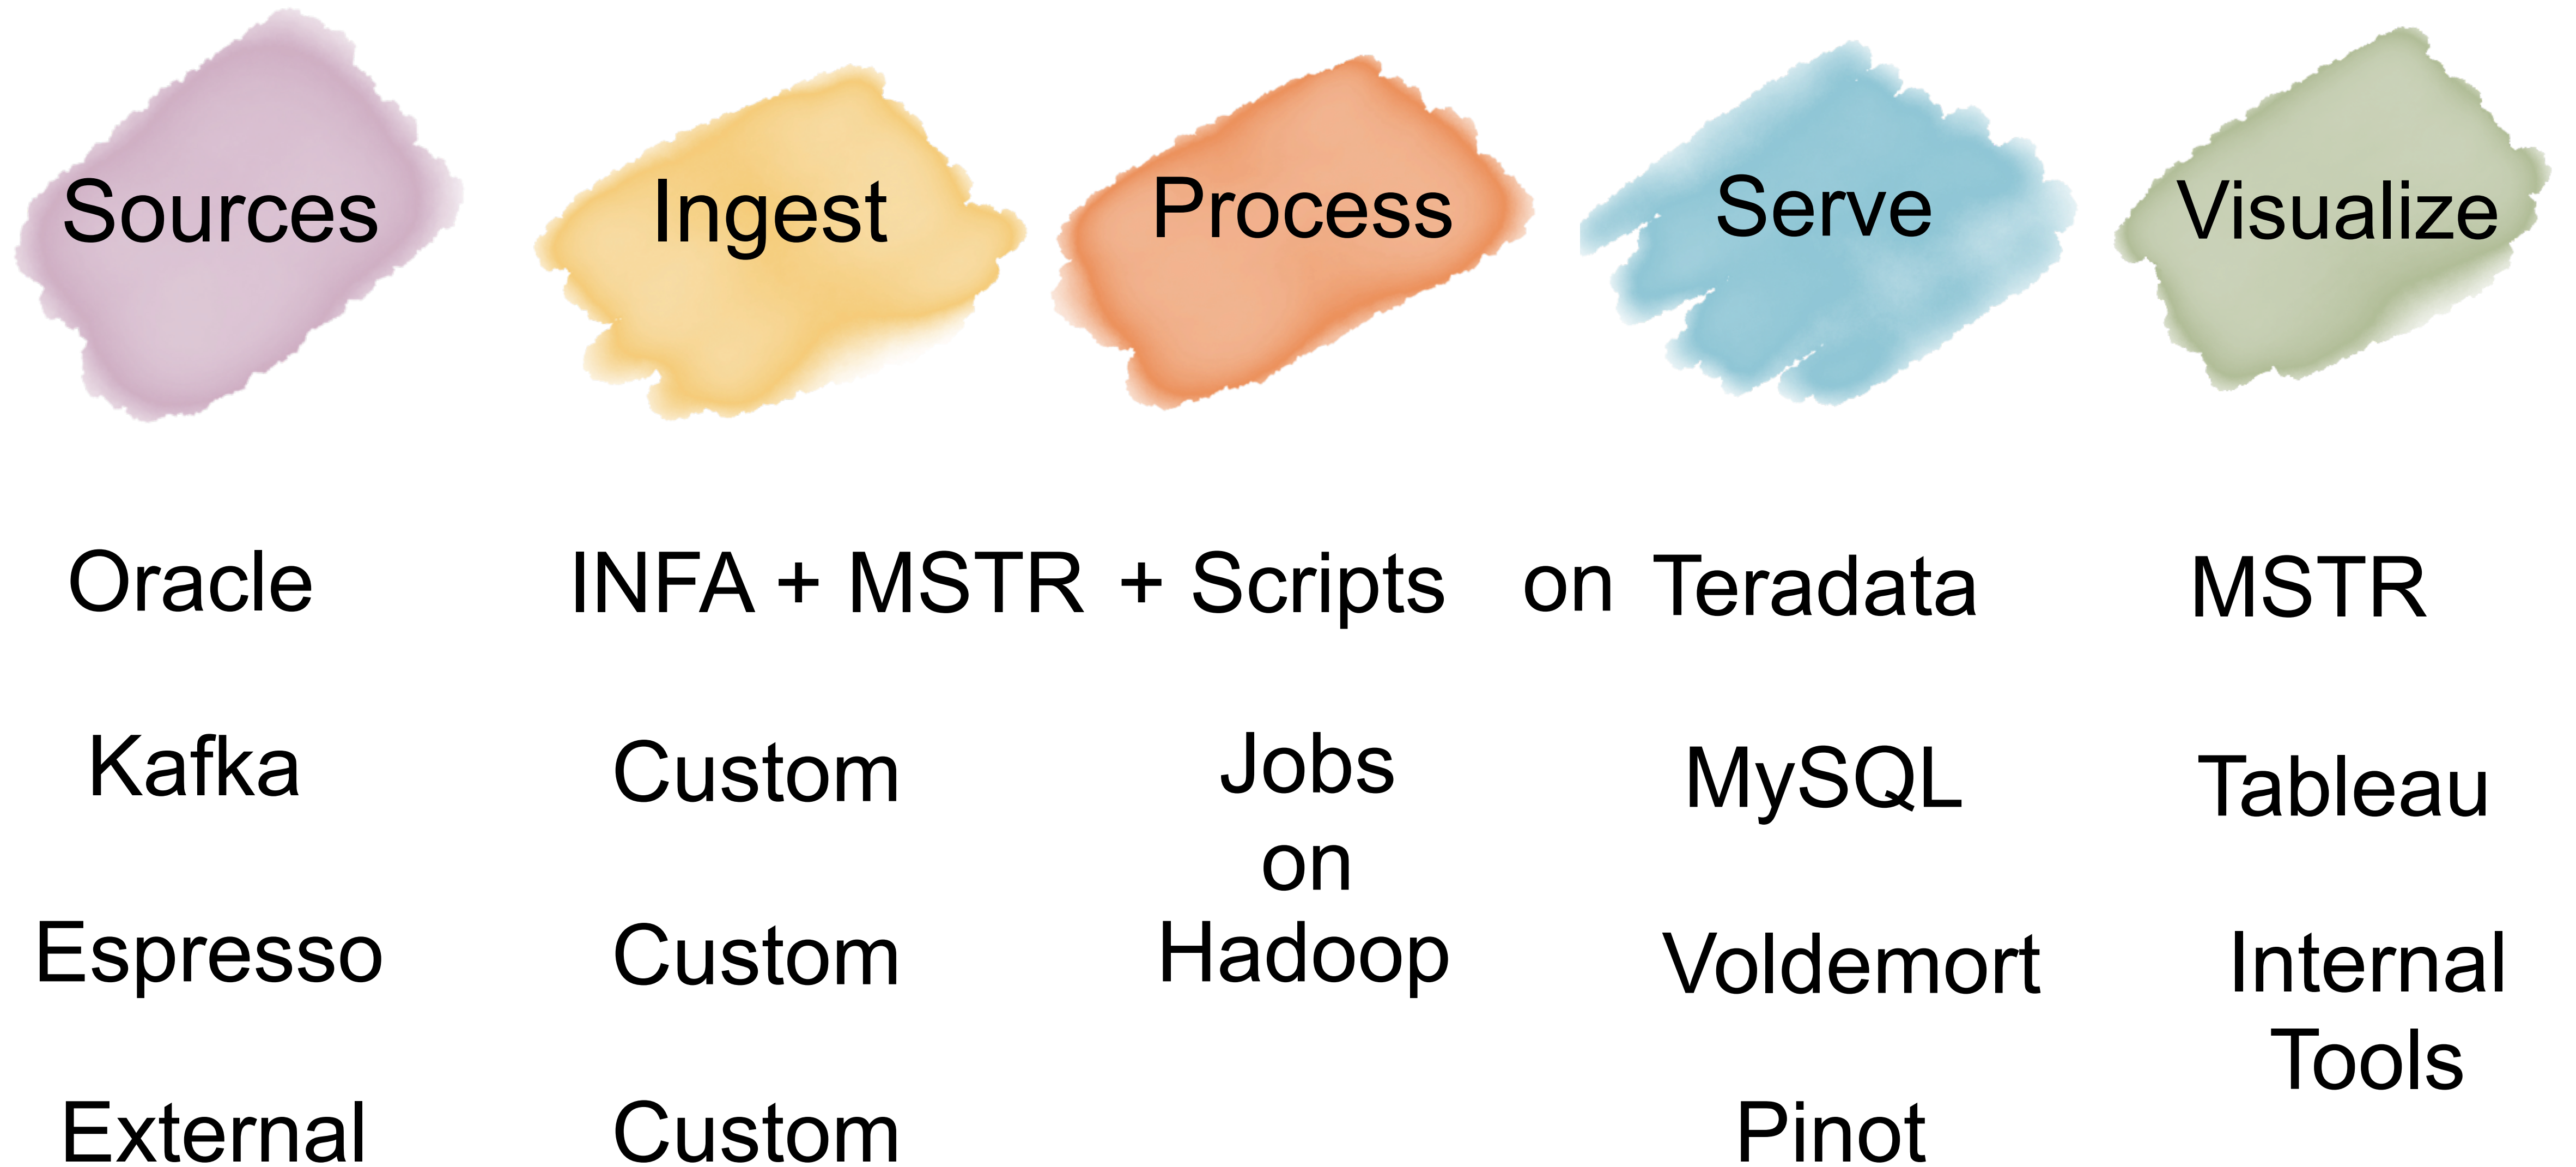 Sources Ingest Process Serve Visualize
Oracle INFA + MSTR + Scripts on Teradata MSTR
Kafka Custom Jobs MySQL Tableau
on
Espresso Custom Hadoop Voldemort Internal
Tools
External Custom Pinot